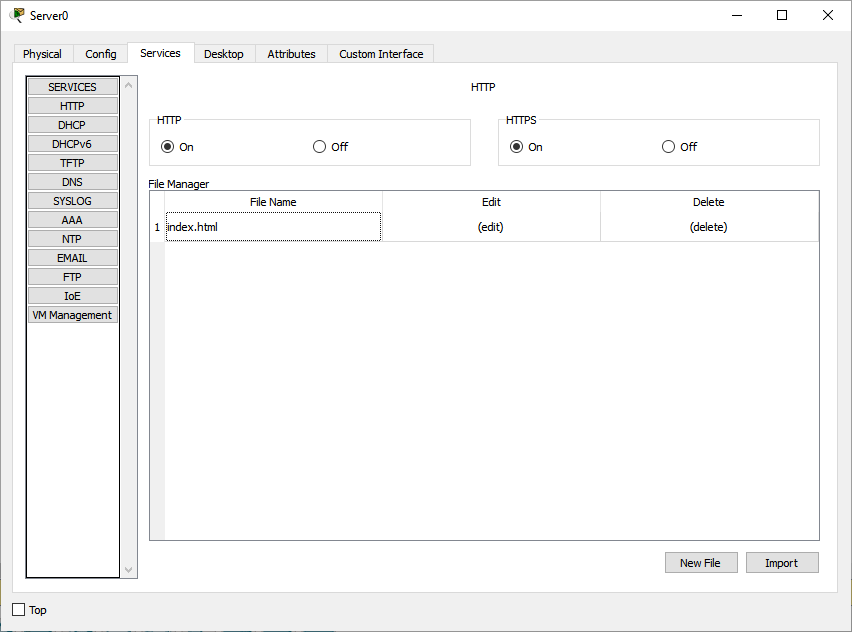 Server0
Physical Config Services Desktop Attributes Custom Interface
SERVICES
HTTP
DHCP
DHCPv6
TFTP
DNS
SYSLOG
AAA
NTP
EMAIL
FTP
IoE
VM Management
HTTP
HTTP
On Off
HTTPS
On Off
File Manager
File Name Edit Delete
1 index.html (edit) (delete)
New File Import
Top